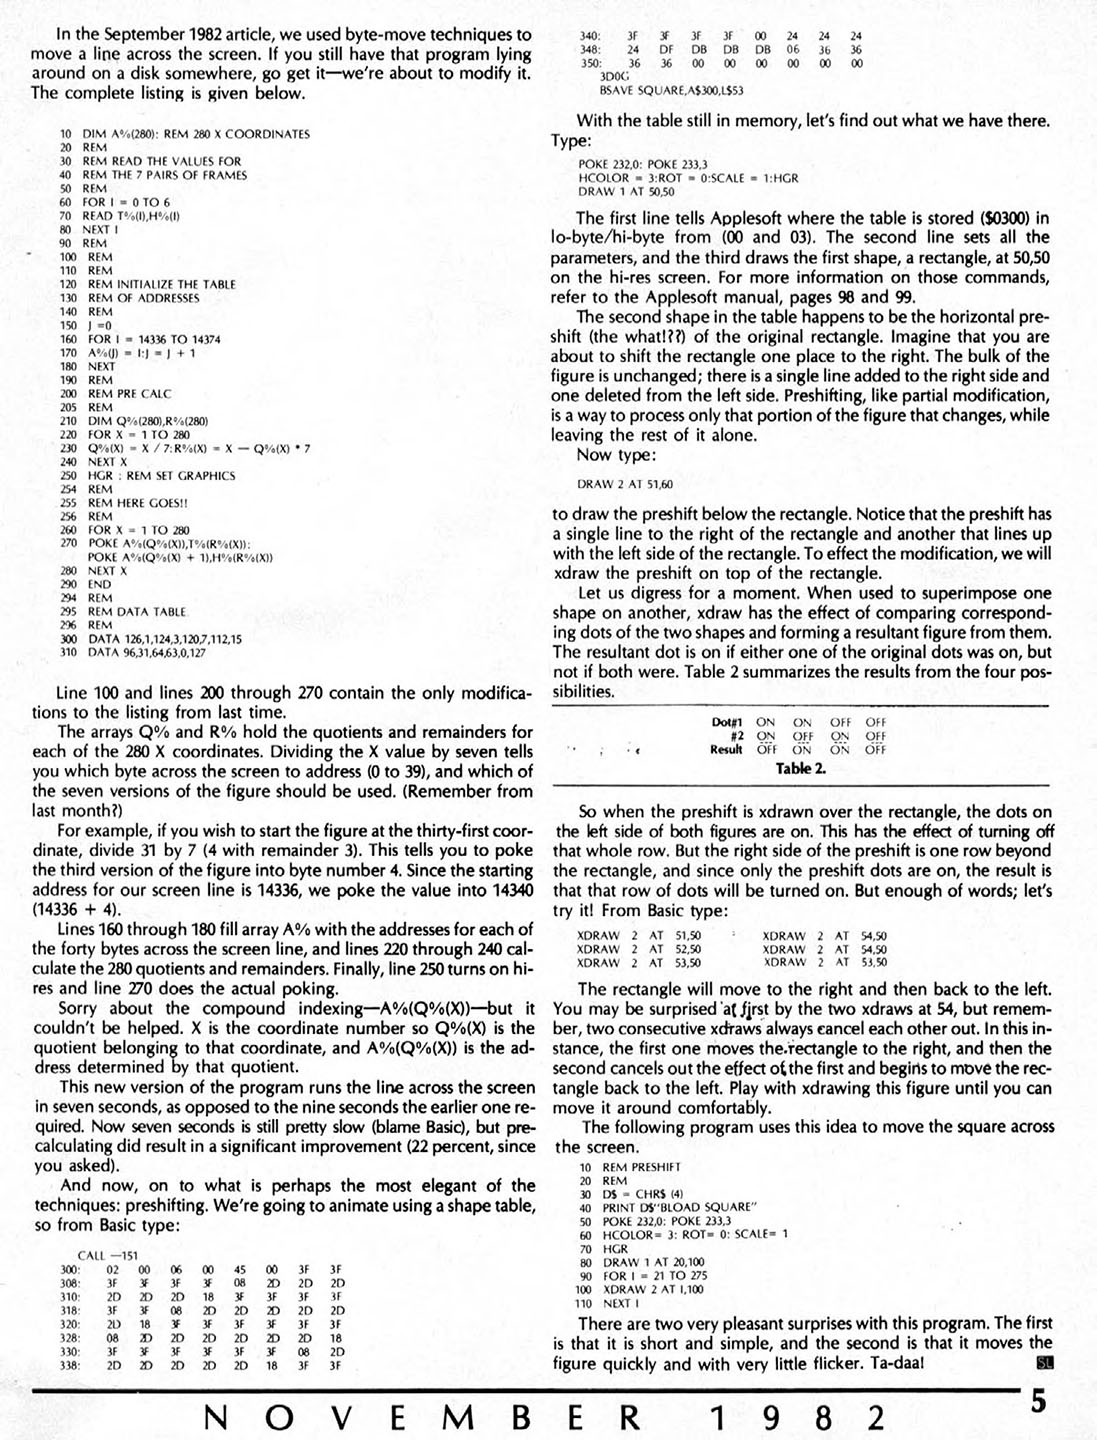 In the September 1982 article, we used byte-move techniques to
move a line across the screen. If you still have that program lying
around on a disk somewhere, go get it—we're about to modify it.
The complete listing is given below.
10 DIM A%(280): REM 280 X COORDINATES
20 REM
30 REM READ THE VALUES FOR
40 REM THE 7 PAIRS OF FRAMES
50 REM
60 FOR I = 0 TO 6
70 READ T%(I),H%(I)
80 NEXT I
90 REM
100 REM
110 REM
120 REM INITIALIZE THE TABLE
130 REM OF ADDRESSES
140 REM
150 J =0
160 FOR I = 14336 TO 14374
170 A%(J) = I:J = J + 1
180 NEXT
190 REM
200 REM PRE CALC
205 REM
210 DIM Q%(280),R%(280)
220 FOR X = 1 TO 280
230 Q%(X) = X / 7:R%(X) = X — Q%(X) * 7
240 NEXT X
250 HGR : REM SET GRAPHICS
254 REM
255 REM HERE GOES!!
256 REM
260 FOR X = 1 TO 280
270 POKE A%(Q%(X)),T%(R%(X)):
POKE A%(Q%(X) + 1),H%(R%(X))
280 NEXT X
290 END
294 REM
295 REM DATA TABLE
296 REM
300 DATA 126,1,124,3,120,7,112,15
310 DATA 96,31,64,63,0,127
Line 100 and lines 200 through 270 contain the only modifica-
tions to the listing from last time.
The arrays Q% and R% hold the quotients and remainders for
each of the 280 X coordinates. Dividing the X value by seven tells
you which byte across the screen to address (0 to 39), and which of
the seven versions of the figure should be used. (Remember from
last month?)
For example, if you wish to start the figure at the thirty-first coor-
dinate, divide 31 by 7 (4 with remainder 3). This tells you to poke
the third version of the figure into byte number 4. Since the starting
address for our screen line is 14336, we poke the value into 14340
(14336 + 4).
Lines 160 through 180 fill array A% with the addresses for each of
the forty bytes across the screen line, and lines 220 through 240 cal-
culate the 280 quotients and remainders. Finally, line 250 turns on hi-
res and line 270 does the actual poking.
Sorry about the compound indexing—A%(Q%(X))—but it
couldn't be helped. X is the coordinate number so Q%(X) is the
quotient belonging to that coordinate, and A%(Q%(X)) is the ad-
dress determined by that quotient.
This new version of the program runs the line across the screen
in seven seconds, as opposed to the nine seconds the earlier one re-
quired. Now seven seconds is still pretty slow (blame Basic), but pre-
calculating did result in a significant improvement (22 percent, since
you asked).
And now, on to what is perhaps the most elegant of the
techniques: preshifting. We're going to animate using a shape table,
so from Basic type:
CALL —151
300: 02 00 06 00 45 00 3F 3F
308: 3F 3F 3F 3F 08 2D 2D 2D
310: 2D 2D 2D 18 3F 3F 3F 3F
318: 3F 3F 08 2D 2D 2D 2D 2D
320: 2D 18 3F 3F 3F 3F 3F 3F
328: 08 2D 2D 2D 2D 2D 2D 18
330: 3F 3F 3F 3F 3F 3F 08 2D
338: 2D 2D 2D 2D 2D 18 3F 3F
340: 3F 3F 3F 3F 00 24 24 24
348: 24 DF DB DB DB 06 36 36
350: 36 36 00 00 00 00 00 00
3D0G
BSAVE SQUARE,A$300,L$53
With the table still in memory, let's find out what we have there.
Type:
POKE 232,0: POKE 233,3
HCOLOR = 3:ROT = 0:SCALE = 1:HGR
DRAW 1 AT 50,50
The first line tells Applesoft where the table is stored ($0300) in
lo-byte/hi-byte from (00 and 03). The second line sets all the
parameters, and the third draws the first shape, a rectangle, at 50,50
on the hi-res screen. For more information on those commands,
refer to the Applesoft manual, pages 98 and 99.
The second shape in the table happens to be the horizontal pre-
shift (the what!??) of the original rectangle. Imagine that you are
about to shift the rectangle one place to the right. The bulk of the
figure is unchanged; there is a single line added to the right side and
one deleted from the left side. Preshifting, like partial modification,
is a way to process only that portion of the figure that changes, while
leaving the rest of it alone.
Now type:
DRAW 2 AT 51,60
to draw the preshift below the rectangle. Notice that the preshift has
a single line to the right of the rectangle and another that lines up
with the left side of the rectangle. To effect the modification, we will
xdraw the preshift on top of the rectangle.
Let us digress for a moment. When used to superimpose one
shape on another, xdraw has the effect of comparing correspond-
ing dots of the two shapes and forming a resultant figure from them.
The resultant dot is on if either one of the original dots was on, but
not if both were. Table 2 summarizes the results from the four pos-
sibilities.
Dot#1 ON ON OFF OFF
#2 ON OFF ON OFF
Result OFF ON ON OFF
Table 2.
So when the preshift is xdrawn over the rectangle, the dots on
the left side of both figures are on. This has the effect of turning off
that whole row. But the right side of the preshift is one row beyond
the rectangle, and since only the preshift dots are on, the result is
that that row of dots will be turned on. But enough of words; let's
try it! From Basic type:
XDRAW 2 AT 51,50 XDRAW 2 AT 54,50
XDRAW 2 AT 52,50 XDRAW 2 AT 54,50
XDRAW 2 AT 53,50 XDRAW 2 AT 53,50
The rectangle will move to the right and then back to the left.
You may be surprised at first by the two xdraws at 54, but remem-
ber, two consecutive xdraws always cancel each other out. In this in-
stance, the first one moves the rectangle to the right, and then the
second cancels out the effect of the first and begins to move the rec-
tangle back to the left. Play with xdrawing this figure until you can
move it around comfortably.
The following program uses this idea to move the square across
the screen.
10 REM PRESHIFT
20 REM
30 D$ = CHR$ (4)
40 PRINT D$"BLOAD SQUARE"
50 POKE 232,0: POKE 233,3
60 HCOLOR= 3: ROT= 0: SCALE= 1
70 HGR
80 DRAW 1 AT 20,100
90 FOR I = 21 TO 275
100 XDRAW 2 AT I,100
110 NEXT I
There are two very pleasant surprises with this program. The first
is that it is short and simple, and the second is that it moves the
figure quickly and with very little flicker. Ta-daa! SL
NOVEMBER 1982 5